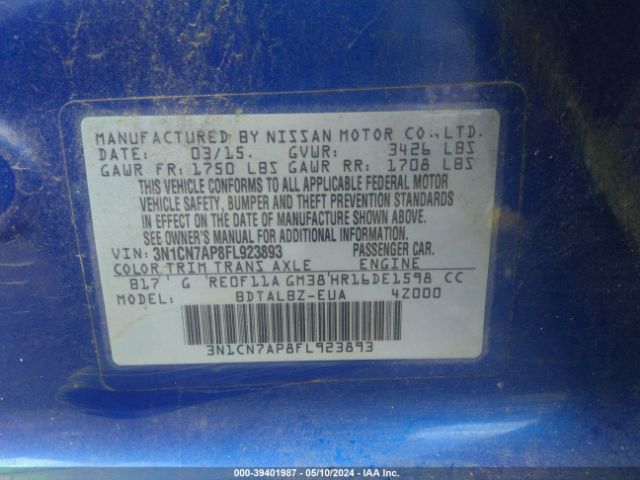 MANUFACTURED BY NISSAN MOTOR CO.,LTD.
DATE: 03/15. GVWR: 3426 LBS
GAWR FR: 1750 LBS GAWR RR: 1708 LBS
THIS VEHICLE CONFORMS TO ALL APPLICABLE FEDERAL MOTOR
VEHICLE SAFETY, BUMPER AND THEFT PREVENTION STANDARDS
IN EFFECT ON THE DATE OF MANUFACTURE SHOWN ABOVE.
SEE OWNER'S MANUAL FOR ADDITIONAL INFORMATION.
VIN: 3N1CN7AP8FL923893 PASSENGER CAR.
COLOR TRIM TRANS AXLE ENGINE
B17 G RE0F11A GM38 HR16DE1598 CC
MODEL: BDTALBZ-EUA 4Z000
3N1CN7AP8FL923893
000-39401987 - 05/10/2024 - IAA Inc.